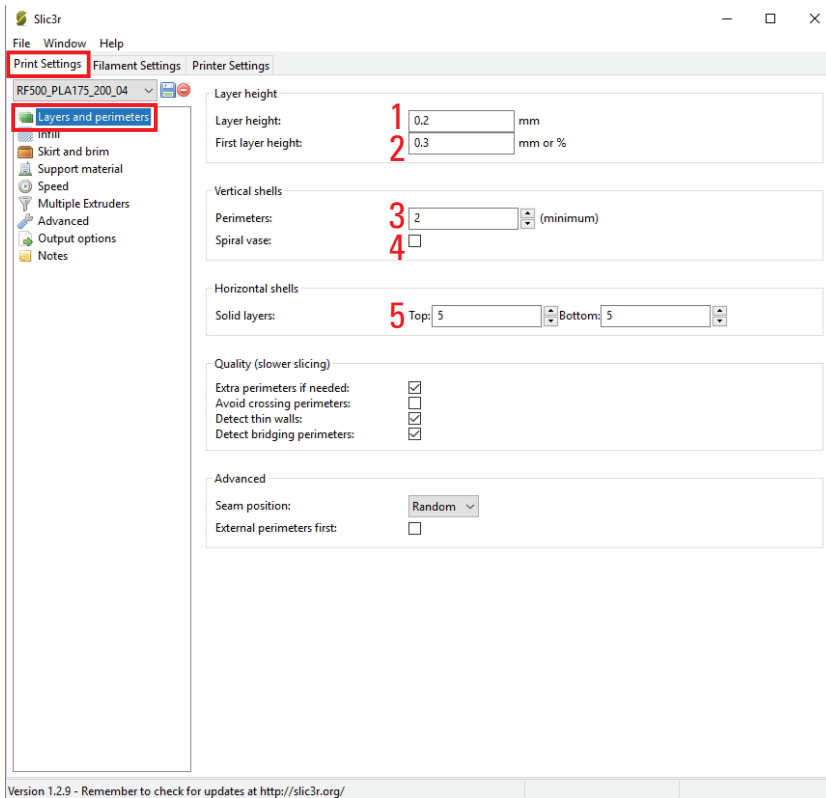 Slic3r
File Window Help
Print Settings Filament Settings Printer Settings
RF500_PLA175_200_04
Layers and perimeters
Infill
Skirt and brim
Support material
Speed
Multiple Extruders
Advanced
Output options
Notes
Layer height
Layer height: 1 0.2 mm
First layer height: 2 0.3 mm or %
Vertical shells
Perimeters: 3 2 (minimum)
Spiral vase: 4
Horizontal shells
Solid layers: 5 Top: 5 Bottom: 5
Quality (slower slicing)
Extra perimeters if needed:
Avoid crossing perimeters:
Detect thin walls:
Detect bridging perimeters:
Advanced
Seam position: Random
External perimeters first:
Version 1.2.9 - Remember to check for updates at http://slic3r.org/